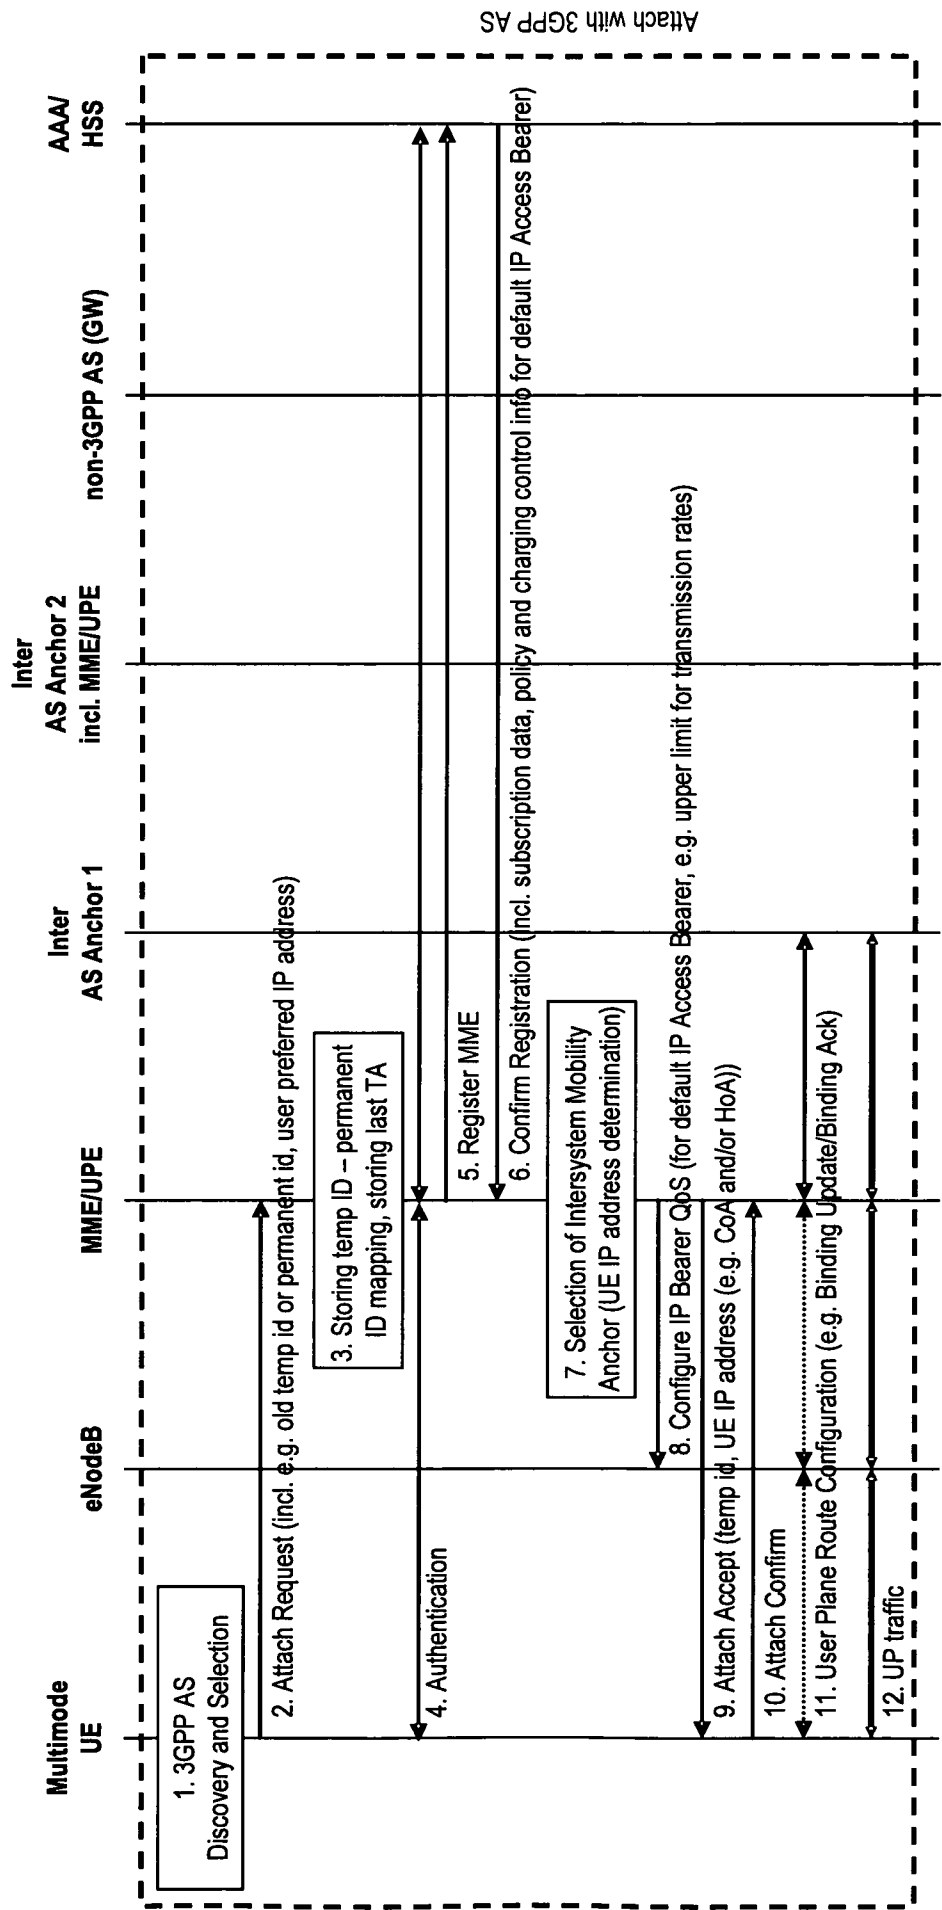 Multimode
UE
eNodeB
MME/UPE
Inter
AS Anchor 1
Inter
AS Anchor 2
incl. MME/UPE
non-3GPP AS (GW)
AAA/
HSS
1. 3GPP AS
Discovery and Selection
2. Attach Request (incl. e.g. old temp id or permanent id, user preferred IP address)
3. Storing temp ID – permanent
ID mapping, storing last TA
4. Authentication
5. Register MME
6. Confirm Registration (incl. subscription data, policy and charging control info for default IP Access Bearer)
7. Selection of Intersystem Mobility
Anchor (UE IP address determination)
8. Configure IP Bearer QoS (for default IP Access Bearer, e.g. upper limit for transmission rates)
9. Attach Accept (temp id, UE IP address (e.g. CoA and/or HoA))
10. Attach Confirm
11. User Plane Route Configuration (e.g. Binding Update/Binding Ack)
12. UP traffic
Attach with 3GPP AS